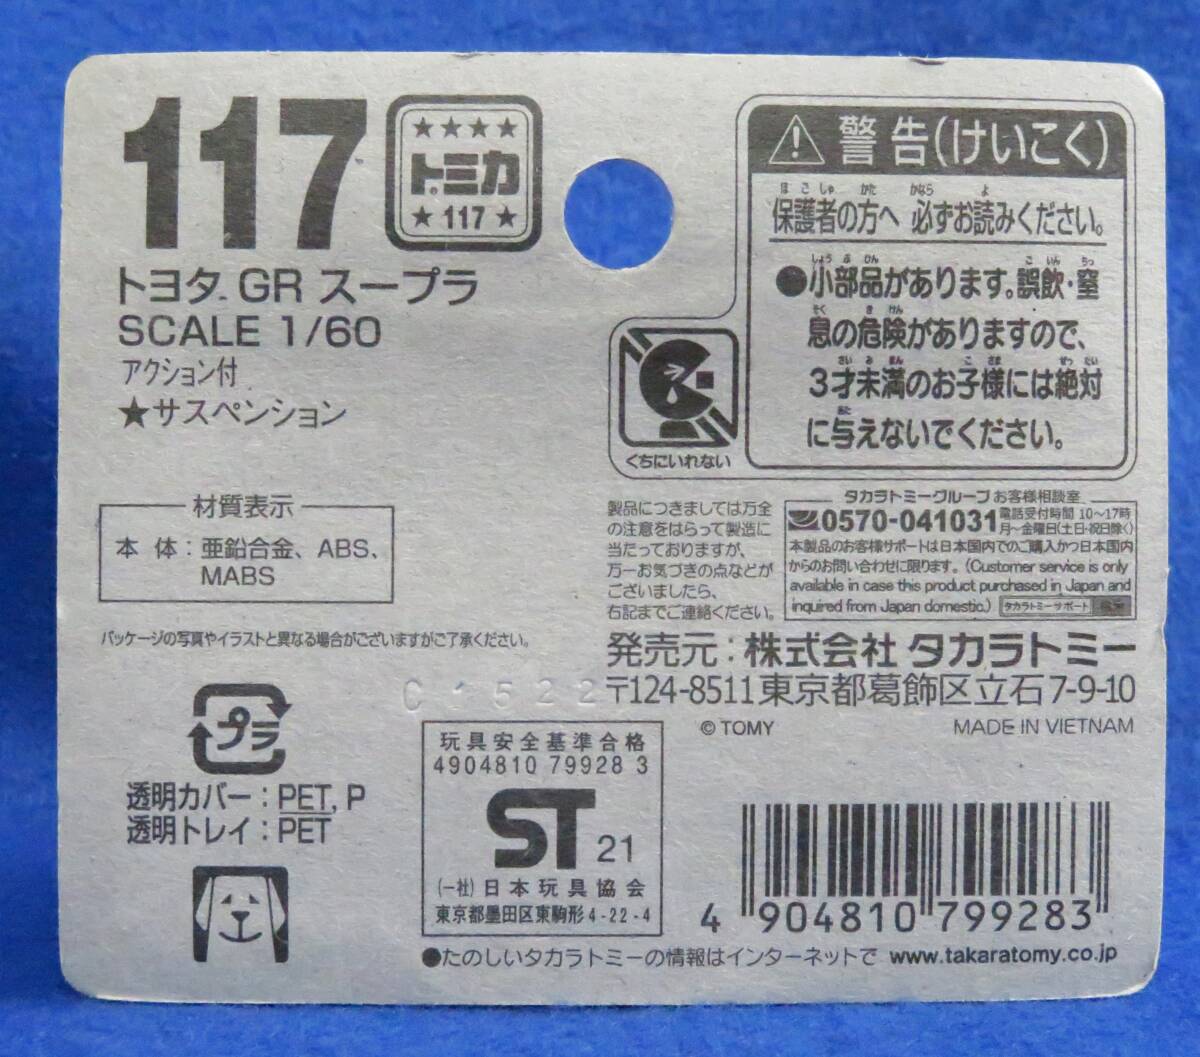 117
トミカ
117
トヨタ GR スープラ
SCALE 1/60
アクション付
★サスペンション
警告(けいこく)
保護者の方へ 必ずお読みください。
●小部品があります。誤飲・窒
息の危険がありますので、
3才未満のお子様には絶対
に与えないでください。
くちにいれない
材質表示
本 体：亜鉛合金、ABS、
MABS
パッケージの写真やイラストと異なる場合がございますがご了承ください。
製品につきましては万全
の注意をはらって製造に
当たっておりますが、
万一お気づきの点などが
ございましたら、
右記までご連絡ください。
タカラトミーグループ お客様相談室
0570-041031 電話受付時間 10〜17時
月〜金曜日(土・日・祝日除く)
本製品のお客様サポートは日本国内でのご購入かつ日本国内
からのお問い合わせに限ります。(Customer service is only
available in case this product purchased in Japan and
inquired from Japan domestic.) タカラトミーサポート
発売元：株式会社 タカラトミー
〒124-8511 東京都葛飾区立石7-9-10
© TOMY MADE IN VIETNAM
C1522
プラ
透明カバー：PET, P
透明トレイ：PET
玩具安全基準合格
4904810 79928 3
ST 21
(一社)日本玩具協会
東京都墨田区東駒形4-22-4
4 904810 799283
●たのしいタカラトミーの情報はインターネットで www.takaratomy.co.jp